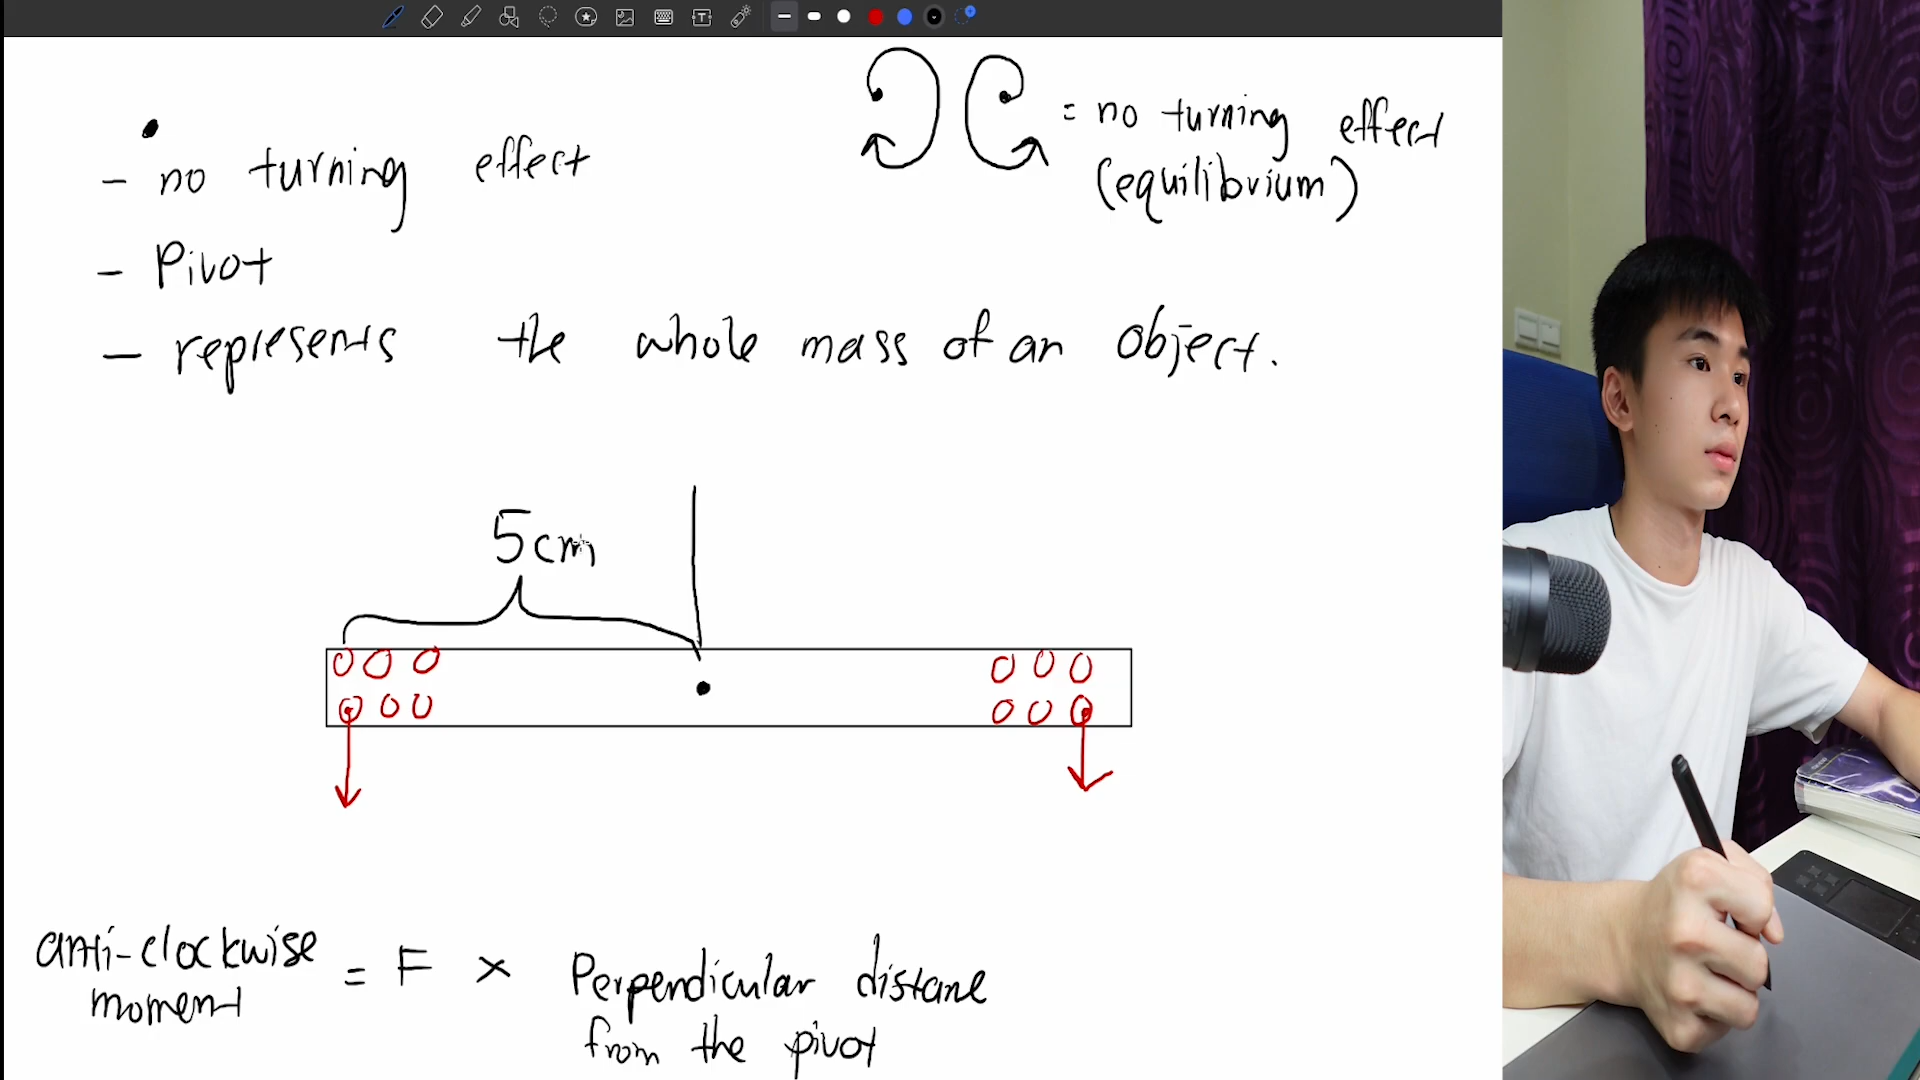 - no turning effect
= no turning effect
(equilibrium)
- Pivot
- represents the whole mass of an object.
5cm
anti-clockwise moment = F × Perpendicular distane from the pivot